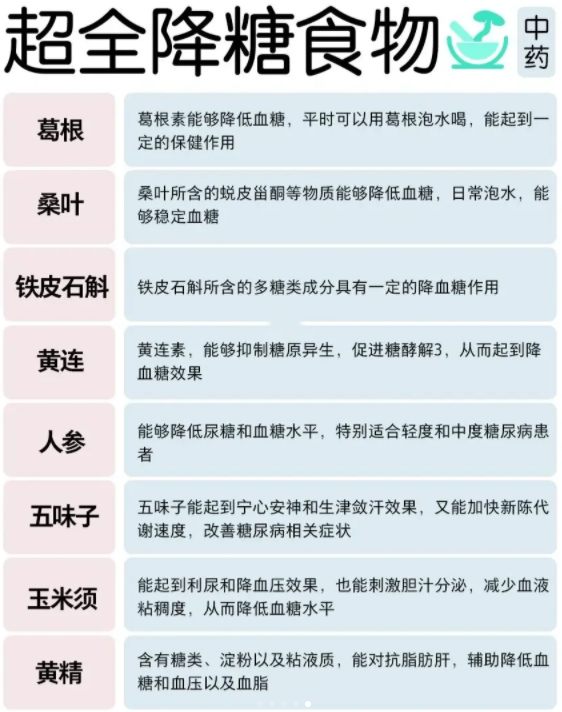 超全降糖食物
中药
葛根
葛根素能够降低血糖，平时可以用葛根泡水喝，能起到一
定的保健作用
桑叶
桑叶所含的蜕皮甾酮等物质能够降低血糖，日常泡水，能
够稳定血糖
铁皮石斛
铁皮石斛所含的多糖类成分具有一定的降血糖作用
黄连
黄连素，能够抑制糖原异生，促进糖酵解3，从而起到降
血糖效果
人参
能够降低尿糖和血糖水平，特别适合轻度和中度糖尿病患
者
五味子
五味子能起到宁心安神和生津敛汗效果，又能加快新陈代
谢速度，改善糖尿病相关症状
玉米须
能起到利尿和降血压效果，也能刺激胆汁分泌，减少血液
粘稠度，从而降低血糖水平
黄精
含有糖类、淀粉以及粘液质，能对抗脂肪肝，辅助降低血
糖和血压以及血脂